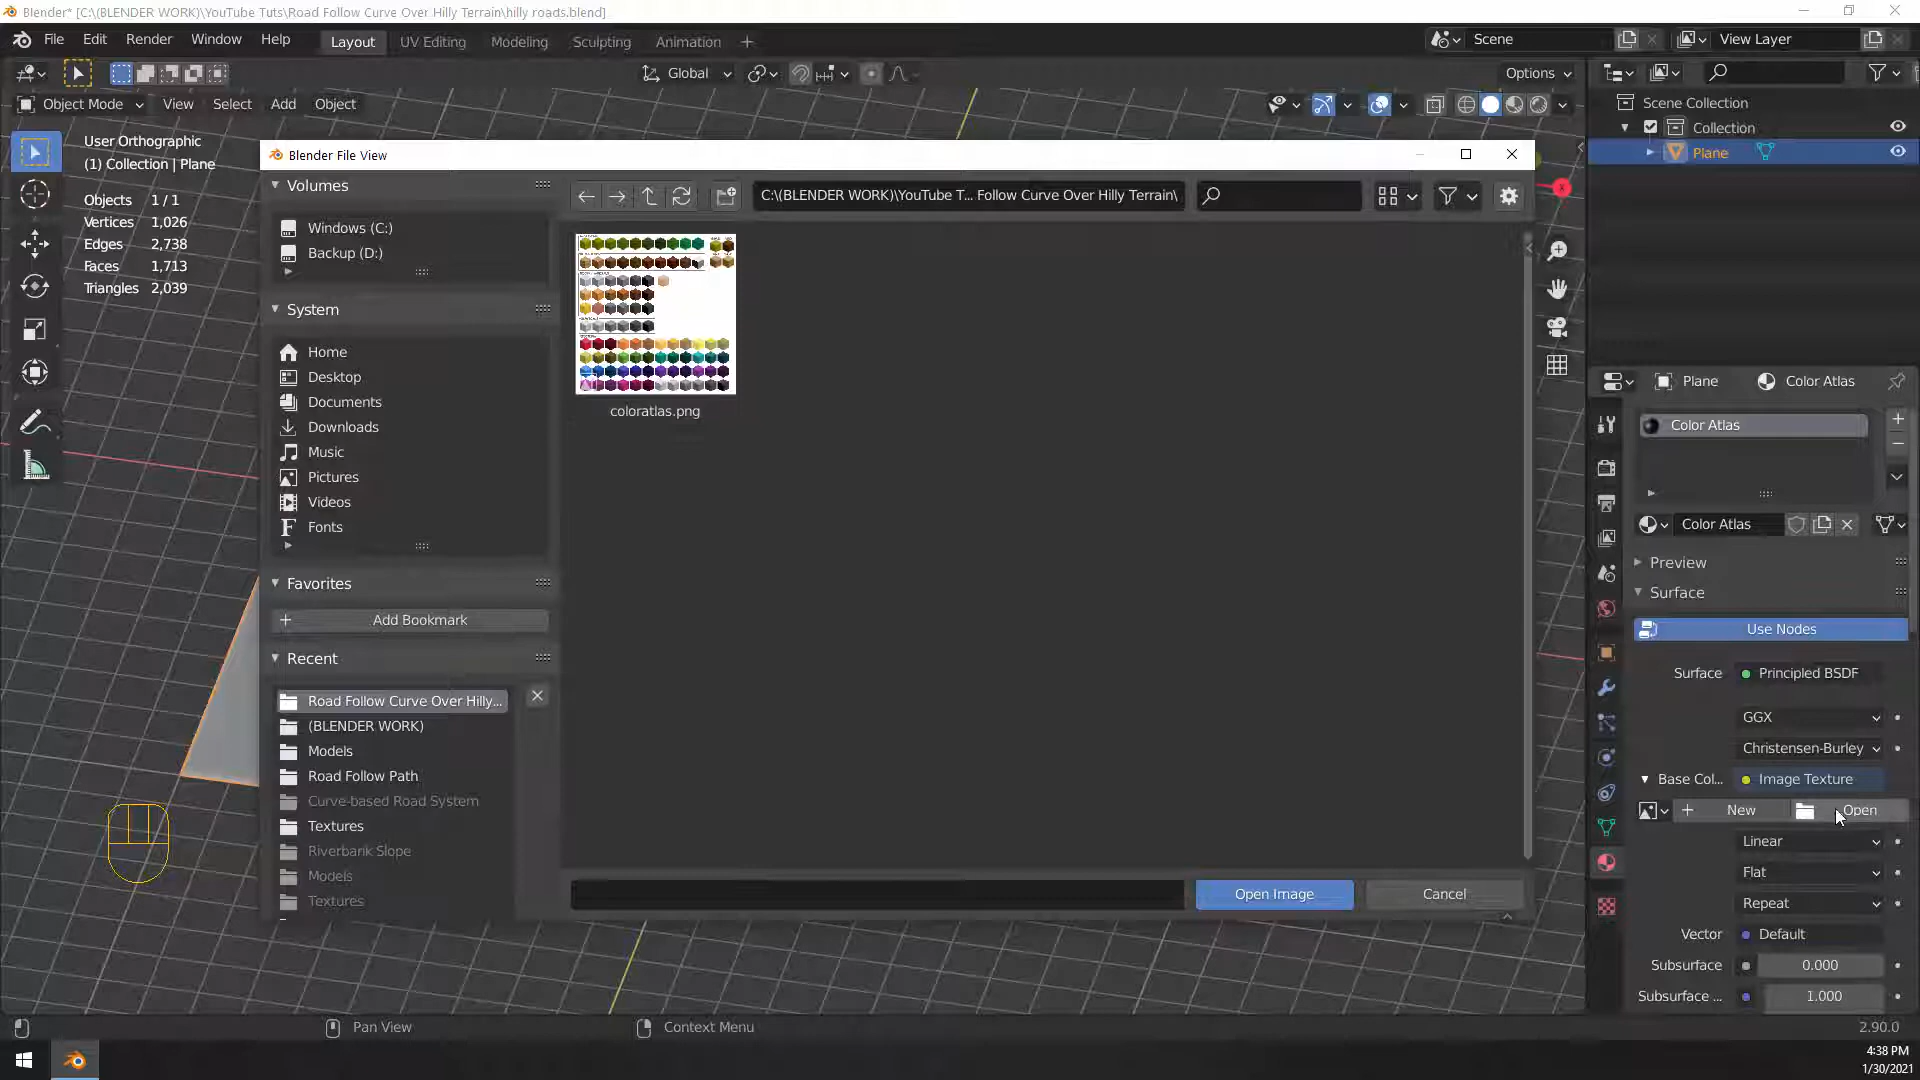 Blender* [C:\(BLENDER WORK)\YouTube Tuts\Road Follow Curve Over Hilly Terrain\hilly roads.blend]
File Edit Render Window Help Layout UV Editing Modeling Sculpting Animation + Scene View Layer
Global Options
Object Mode View Select Add Object
Scene Collection
Collection
Plane
User Orthographic
(1) Collection | Plane
Objects 1 / 1
Vertices 1,026
Edges 2,738
Faces 1,713
Triangles 2,039
Blender File View
Volumes
Windows (C:)
Backup (D:)
System
Home
Desktop
Documents
Downloads
Music
Pictures
Videos
Fonts
Favorites
Add Bookmark
Recent
Road Follow Curve Over Hilly...
(BLENDER WORK)
Models
Road Follow Path
Curve-based Road System
Textures
Riverbank Slope
Models
Textures
C:\(BLENDER WORK)\YouTube T... Follow Curve Over Hilly Terrain\
coloratlas.png
Open Image Cancel
X
Plane Color Atlas
Color Atlas
Color Atlas
Preview
Surface
Use Nodes
Surface Principled BSDF
GGX
Christensen-Burley
Base Col... Image Texture
New Open
Linear
Flat
Repeat
Vector Default
Subsurface 0.000
Subsurface ... 1.000
Pan View Context Menu 2.90.0
4:38 PM
1/30/2021